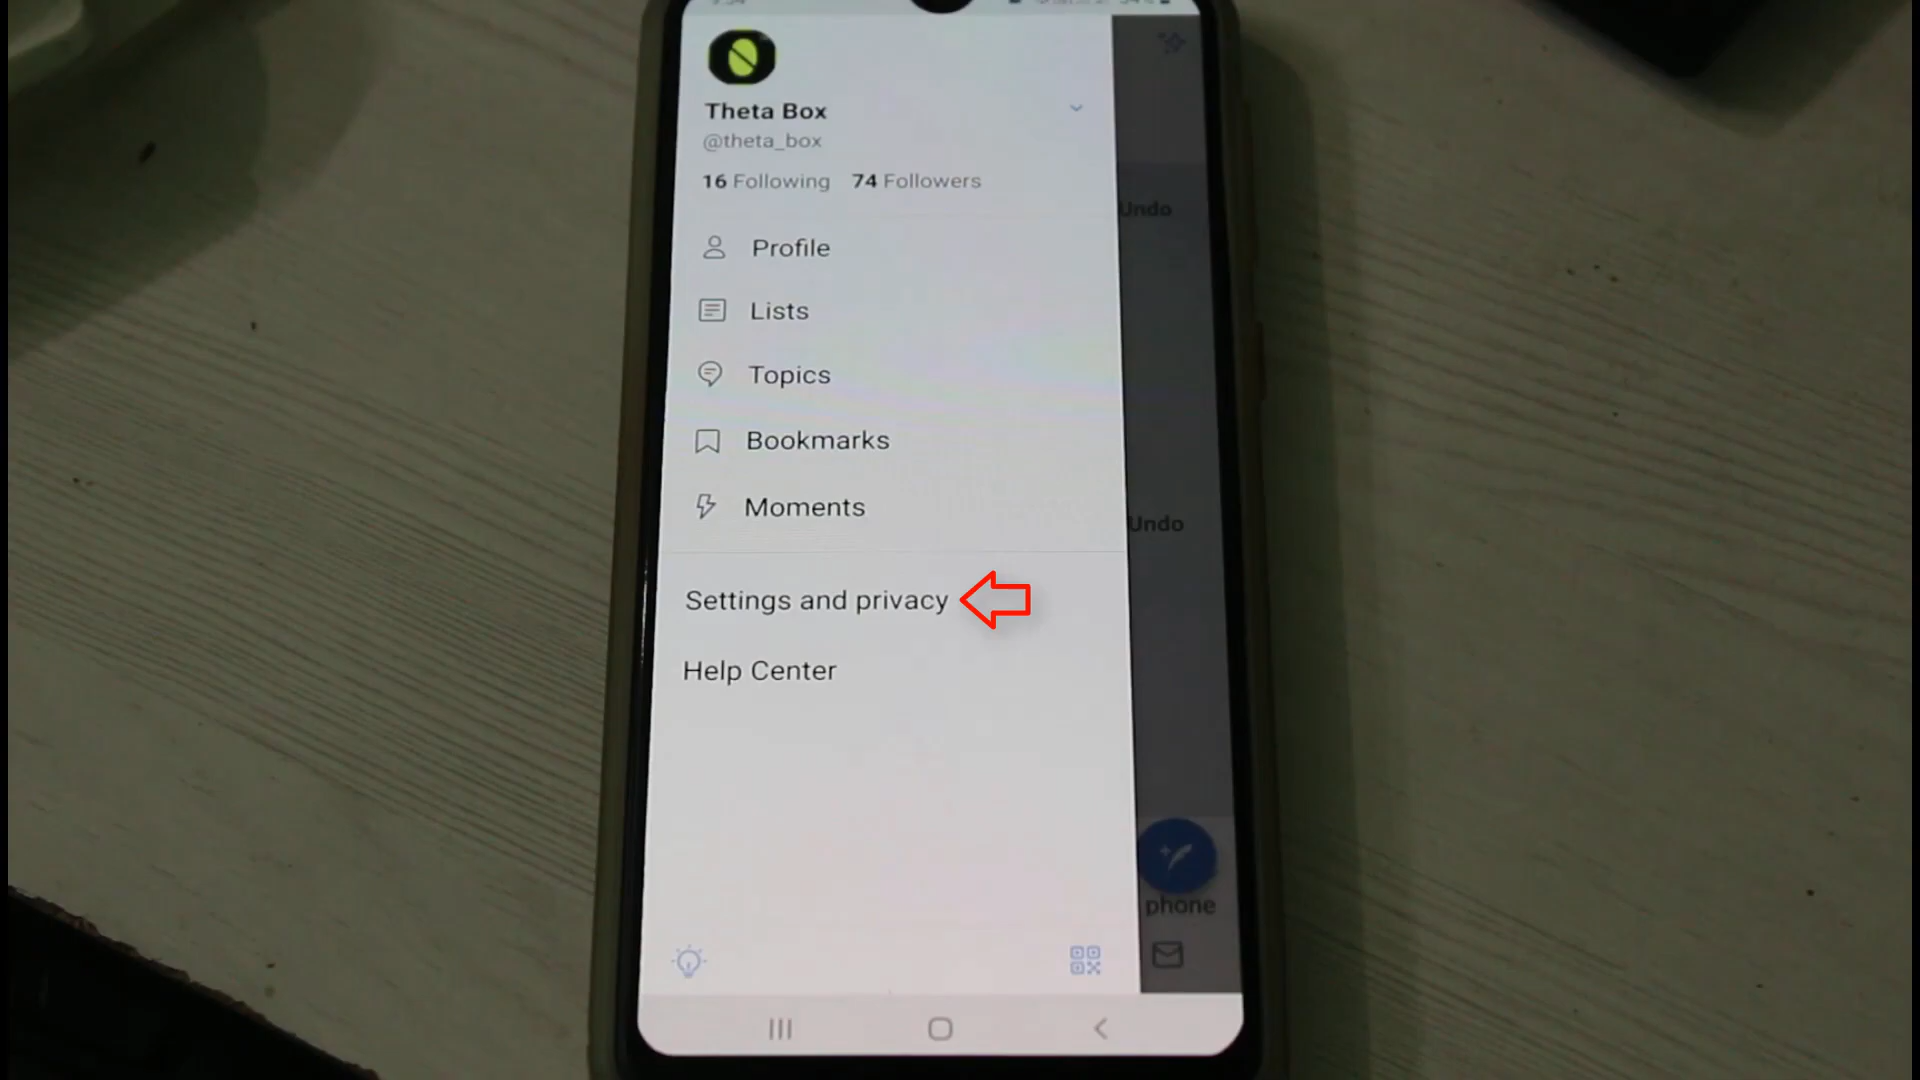 Theta Box
@theta_box
16 Following 74 Followers
Undo
Profile
Lists
Topics
Bookmarks
Moments
Undo
Settings and privacy
Help Center
phone